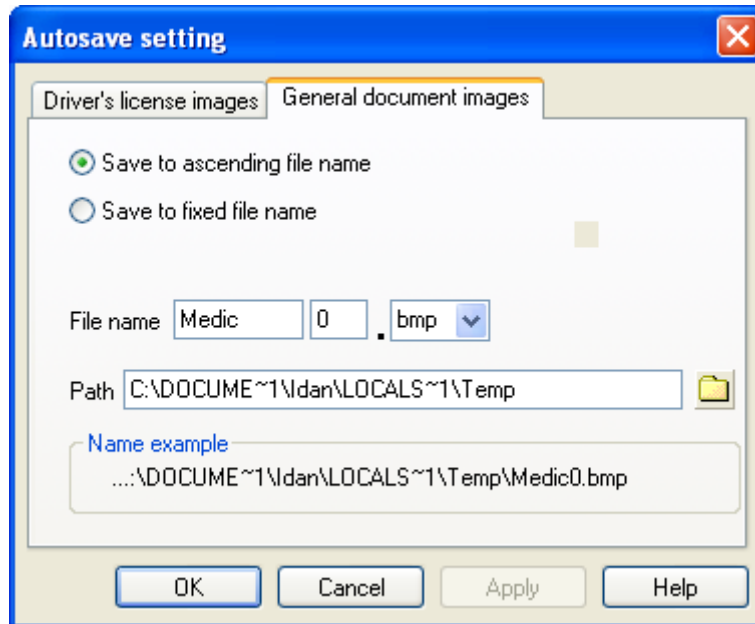 Autosave setting
Driver's license images General document images
Save to ascending file name
Save to fixed file name
File name Medic 0 . bmp
Path C:\DOCUME~1\Idan\LOCALS~1\Temp
Name example
...:\DOCUME~1\Idan\LOCALS~1\Temp\Medic0.bmp
OK Cancel Apply Help